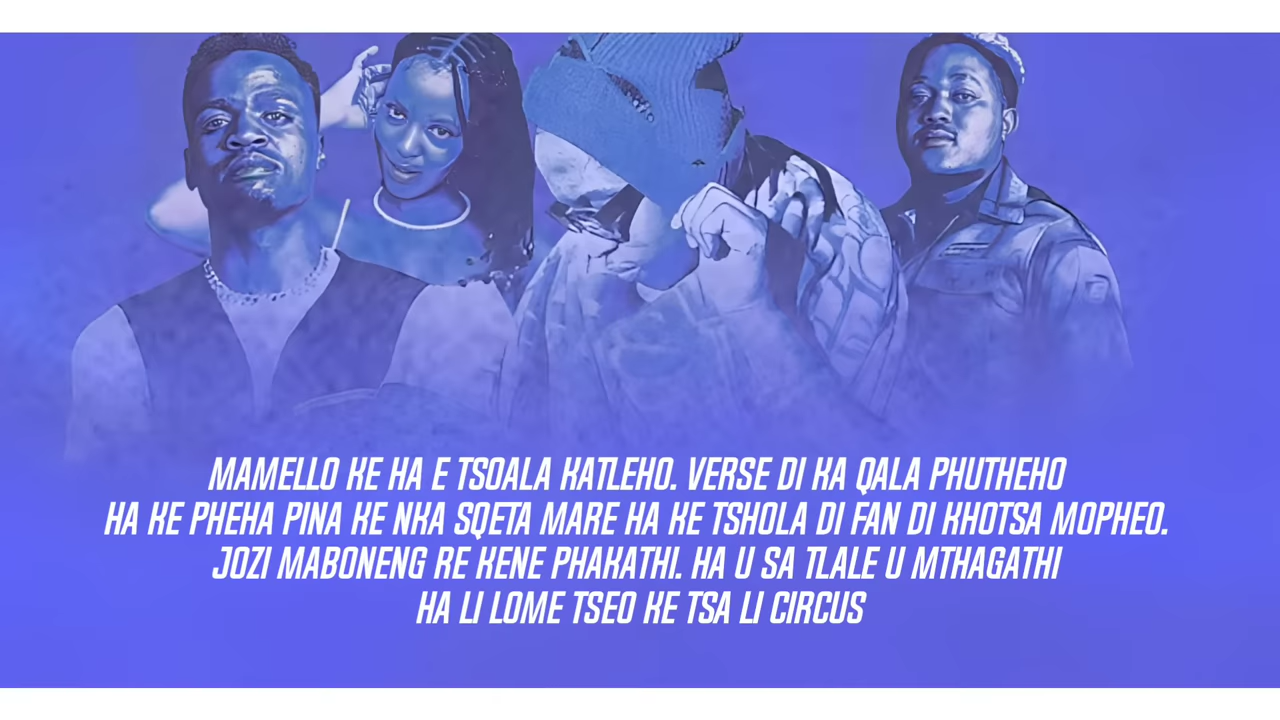 MAMELLO KE HA E TSOALA KATLEHO. VERSE DI KA QALA PHUTHEHO
HA KE PHEHA PINA KE NKA SQETA MARE HA KE TSHOLA DI FAN DI KHOTSA MOPHEO.
JOZI MABONENG RE KENE PHAKATHI. HA U SA TLALE U MTHAGATHI
HA LI LOME TSEO KE TSA LI CIRCUS